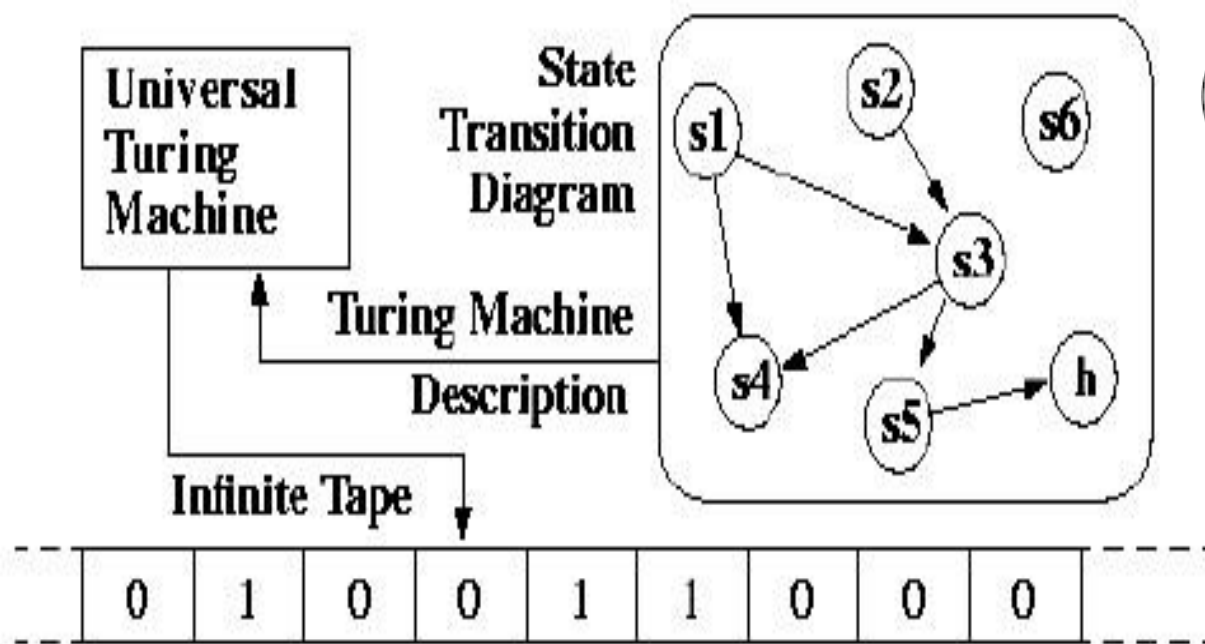 Universal
Turing
Machine
State
Transition
Diagram
s1
s2
s6
s3
s4
s5
h
Turing Machine
Description
Infinite Tape
0 1 0 0 1 1 0 0 0